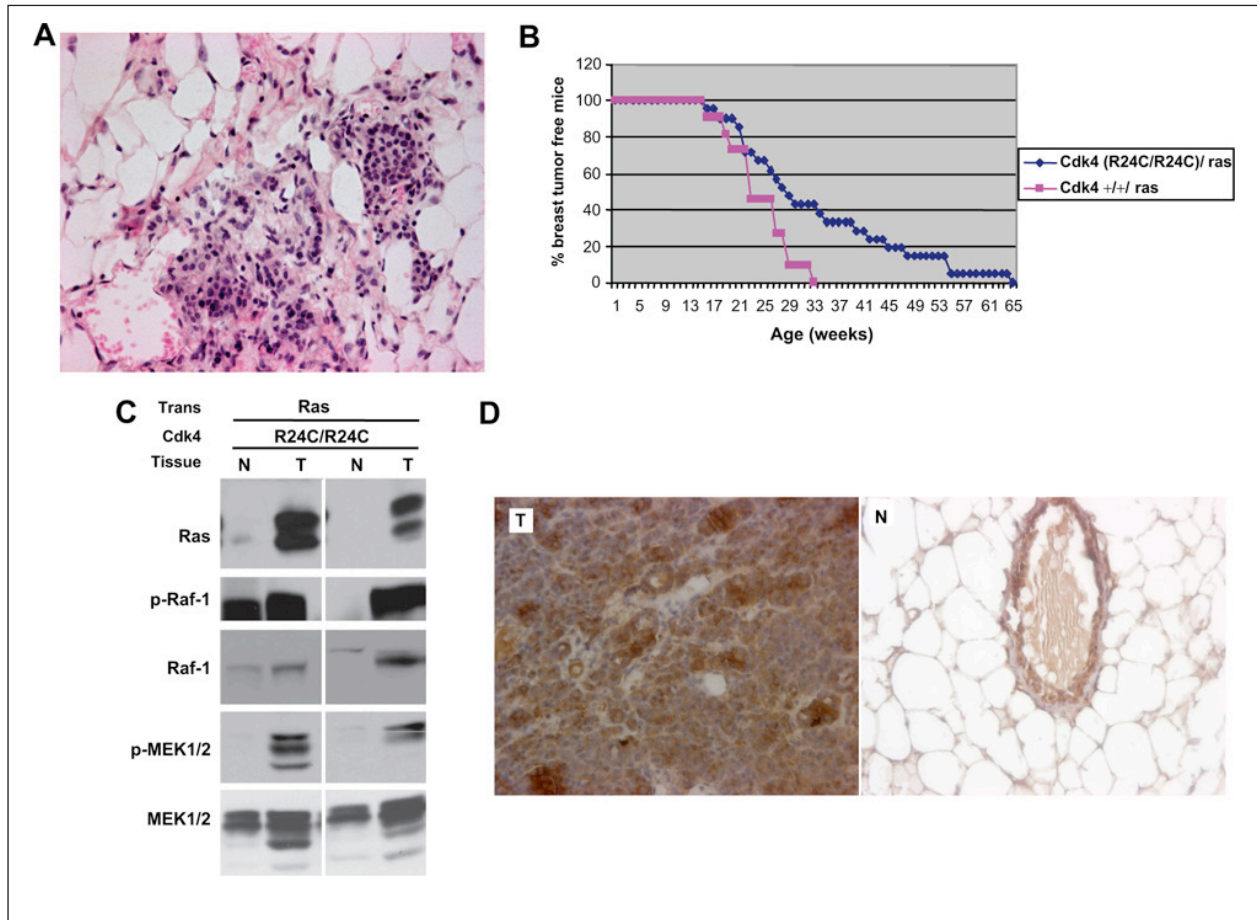 A
B
120
100
80
60
40
20
0
% breast tumor free mice
1 5 9 13 17 21 25 29 33 37 41 45 49 53 57 61 65
Age (weeks)
Cdk4 (R24C/R24C)/ ras
Cdk4 +/+/ ras
C
Trans Ras
Cdk4 R24C/R24C
Tissue N T N T
Ras
p-Raf-1
Raf-1
p-MEK1/2
MEK1/2
D
T
N